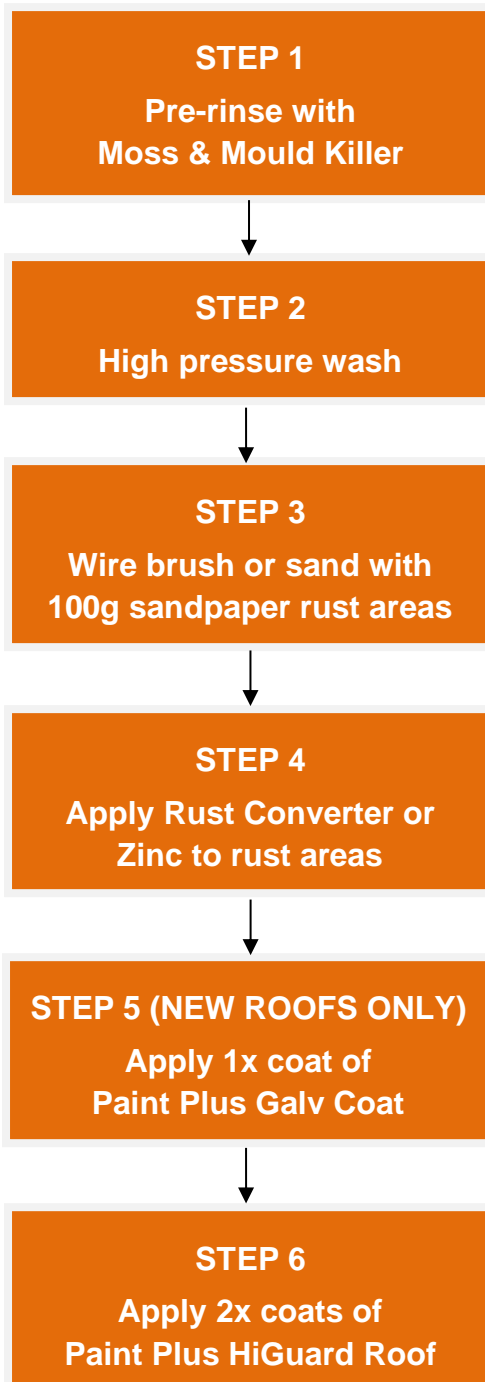 STEP 1
Pre-rinse with
Moss & Mould Killer
STEP 2
High pressure wash
STEP 3
Wire brush or sand with
100g sandpaper rust areas
STEP 4
Apply Rust Converter or
Zinc to rust areas
STEP 5 (NEW ROOFS ONLY)
Apply 1x coat of
Paint Plus Galv Coat
STEP 6
Apply 2x coats of
Paint Plus HiGuard Roof